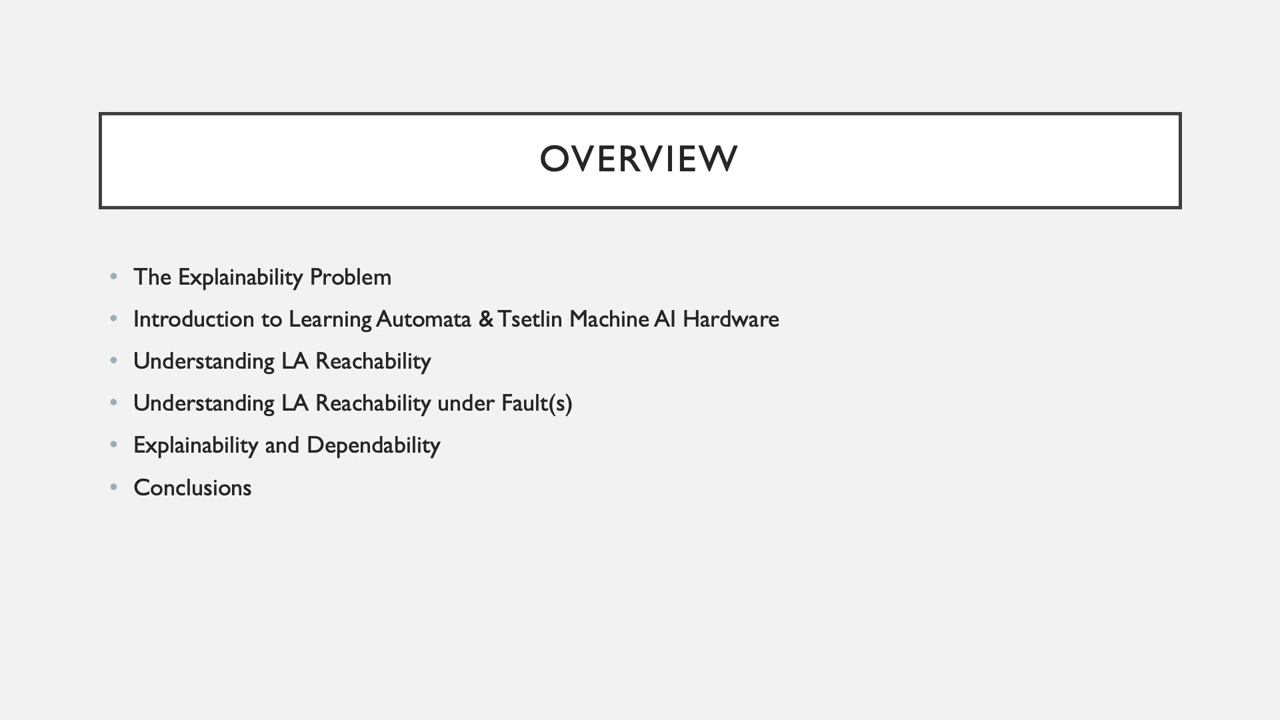 OVERVIEW
• The Explainability Problem
• Introduction to Learning Automata & Tsetlin Machine AI Hardware
• Understanding LA Reachability
• Understanding LA Reachability under Fault(s)
• Explainability and Dependability
• Conclusions